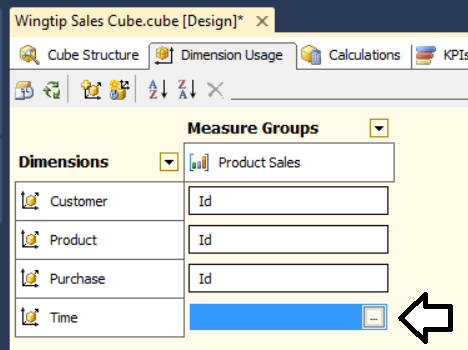 Wingtip Sales Cube.cube [Design]* ×
Cube Structure Dimension Usage Calculations KPIs
Measure Groups
Dimensions Product Sales
Customer Id
Product Id
Purchase Id
Time ...